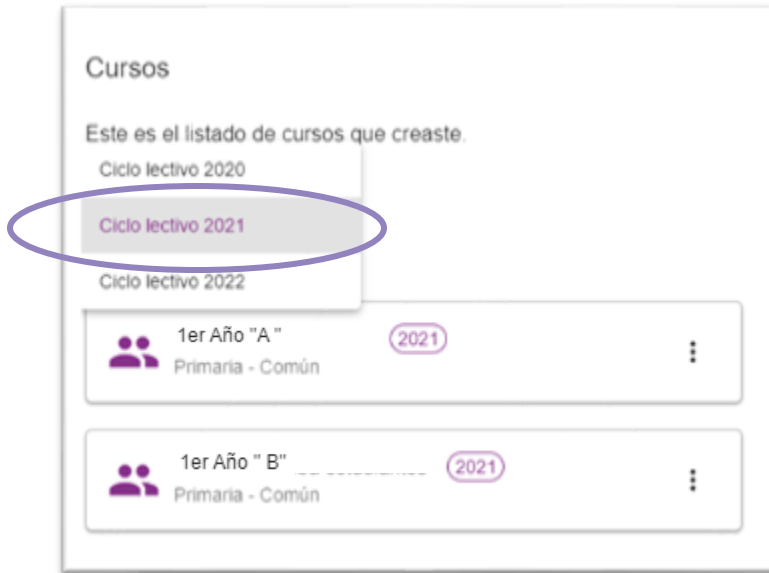 Cursos
Este es el listado de cursos que creaste.
Ciclo lectivo 2020
Ciclo lectivo 2021
Ciclo lectivo 2022
1er Año "A " 2021
Primaria - Común
1er Año " B" 2021
Primaria - Común